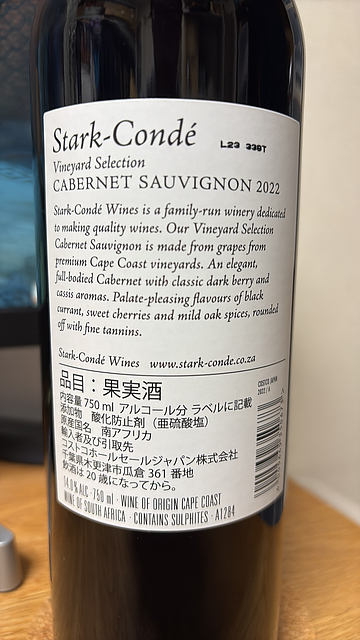 Stark-Condé
L23 338T
Vineyard Selection
CABERNET SAUVIGNON 2022
Stark-Condé Wines is a family-run winery dedicated
to making quality wines. Our Vineyard Selection
Cabernet Sauvignon is made from grapes from
premium Cape Coast vineyards. An elegant,
full-bodied Cabernet with classic dark berry and
cassis aromas. Palate-pleasing flavours of black
currant, sweet cherries and mild oak spices, rounded
off with fine tannins.
Stark-Condé Wines www.stark-conde.co.za
品目：果実酒
内容量 750 ml アルコール分 ラベルに記載
添加物 酸化防止剤（亜硫酸塩）
原産国名 南アフリカ
輸入者及び引取先
コストコホールセールジャパン株式会社
千葉県木更津市瓜倉 361 番地
飲酒は 20 歳になってから。
14.0% ALC · 750 ml · WINE OF ORIGIN CAPE COAST
WINE OF SOUTH AFRICA · CONTAINS SULPHITES · A1284
COSTCO JAPAN